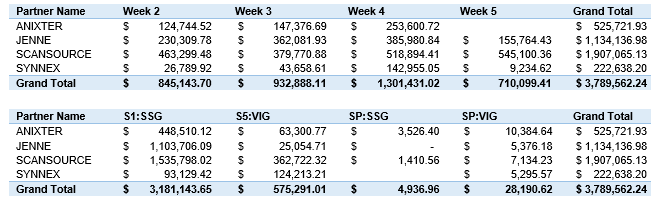 Partner Name Week 2 Week 3 Week 4 Week 5 Grand Total
ANIXTER $ 124,744.52 $ 147,376.69 $ 253,600.72 $ 525,721.93
JENNE $ 230,309.78 $ 362,081.93 $ 385,980.84 $ 155,764.43 $ 1,134,136.98
SCANSOURCE $ 463,299.48 $ 379,770.88 $ 518,894.41 $ 545,100.36 $ 1,907,065.13
SYNNEX $ 26,789.92 $ 43,658.61 $ 142,955.05 $ 9,234.62 $ 222,638.20
Grand Total $ 845,143.70 $ 932,888.11 $ 1,301,431.02 $ 710,099.41 $ 3,789,562.24
Partner Name S1:SSG S5:VIG SP:SSG SP:VIG Grand Total
ANIXTER $ 448,510.12 $ 63,300.77 $ 3,526.40 $ 10,384.64 $ 525,721.93
JENNE $ 1,103,706.09 $ 25,054.71 $ - $ 5,376.18 $ 1,134,136.98
SCANSOURCE $ 1,535,798.02 $ 362,722.32 $ 1,410.56 $ 7,134.23 $ 1,907,065.13
SYNNEX $ 93,129.42 $ 124,213.21 $ 5,295.57 $ 222,638.20
Grand Total $ 3,181,143.65 $ 575,291.01 $ 4,936.96 $ 28,190.62 $ 3,789,562.24